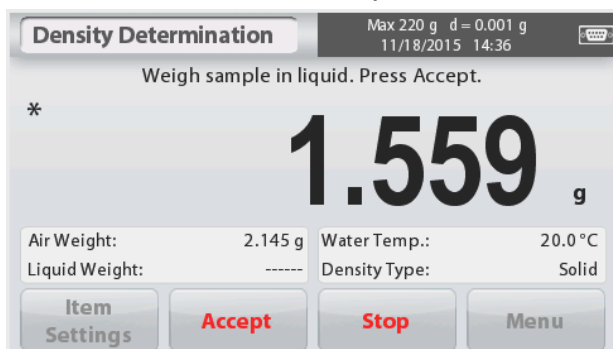 Density Determination
Max 220 g d = 0.001 g
11/18/2015 14:36
Weigh sample in liquid. Press Accept.
*
1.559 g
Air Weight: 2.145 g Water Temp.: 20.0 °C
Liquid Weight: ------ Density Type: Solid
Item Settings Accept Stop Menu